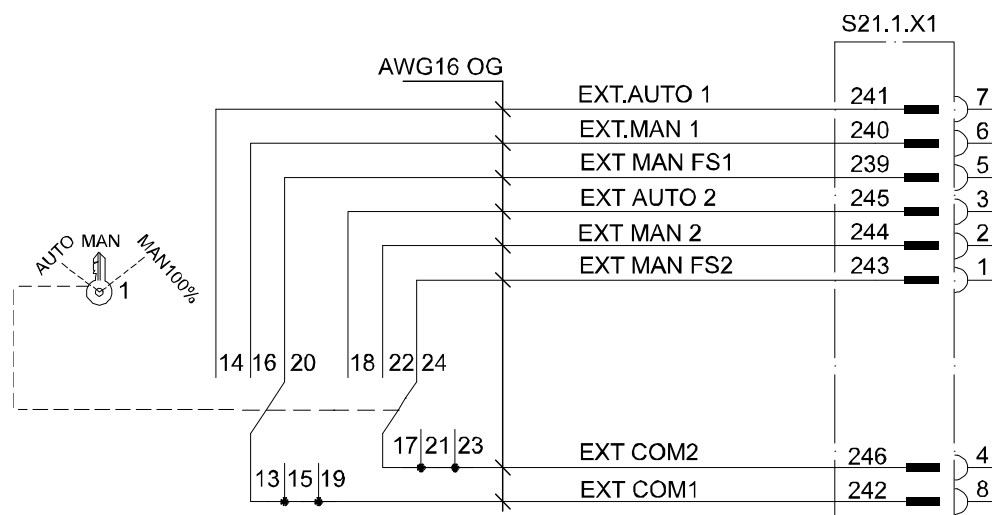 S21.1.X1
AWG16 OG
EXT.AUTO 1 241 7
EXT.MAN 1 240 6
EXT MAN FS1 239 5
EXT AUTO 2 245 3
EXT MAN 2 244 2
EXT MAN FS2 243 1
AUTO MAN MAN100%
1
14 16 20 18 22 24
17 21 23
EXT COM2 246 4
13 15 19
EXT COM1 242 8